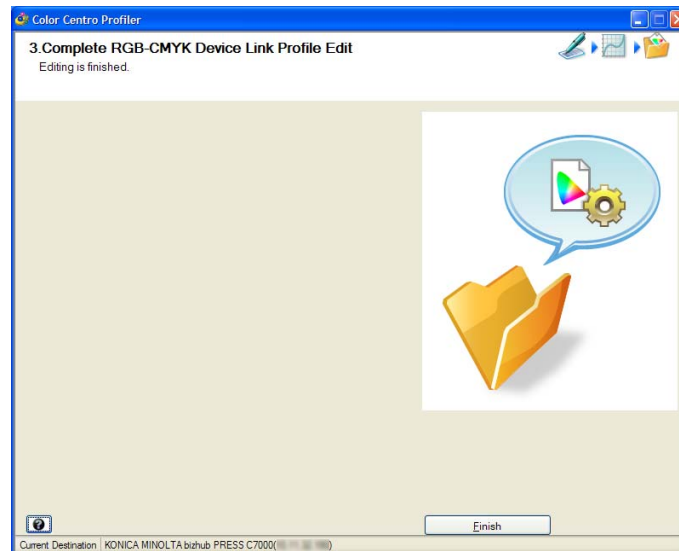 Color Centro Profiler
3.Complete RGB-CMYK Device Link Profile Edit
Editing is finished.
?
Finish
Current Destination KONICA MINOLTA bizhub PRESS C7000( )